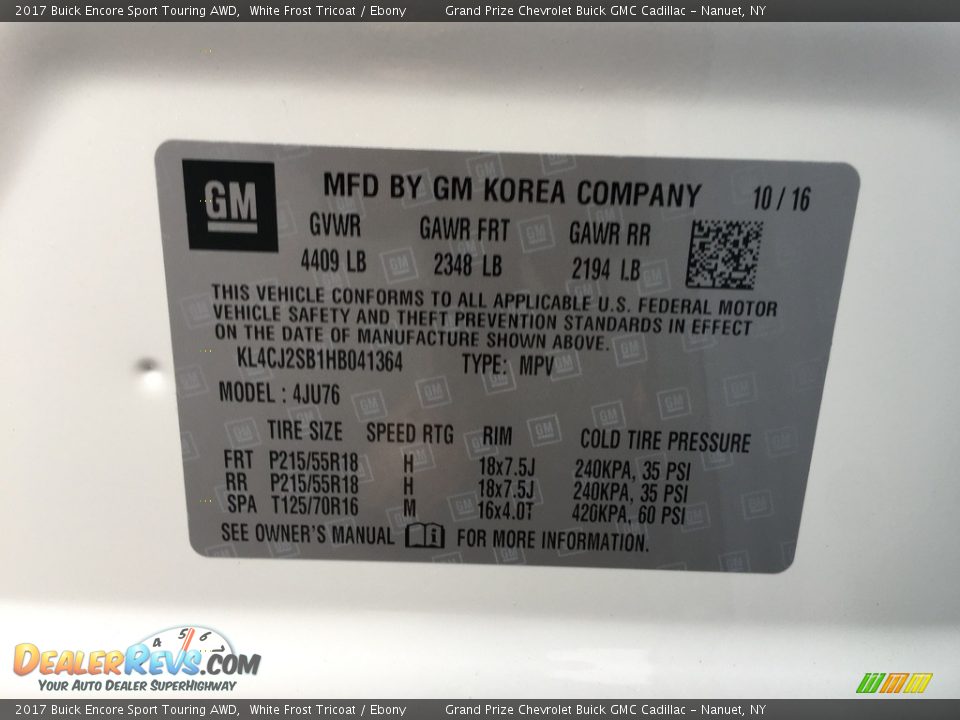 2017 Buick Encore Sport Touring AWD, White Frost Tricoat / Ebony Grand Prize Chevrolet Buick GMC Cadillac - Nanuet, NY
GM MFD BY GM KOREA COMPANY 10 / 16
GVWR GAWR FRT GAWR RR
4409 LB 2348 LB 2194 LB
THIS VEHICLE CONFORMS TO ALL APPLICABLE U.S. FEDERAL MOTOR
VEHICLE SAFETY AND THEFT PREVENTION STANDARDS IN EFFECT
ON THE DATE OF MANUFACTURE SHOWN ABOVE.
KL4CJ2SB1HB041364 TYPE: MPV
MODEL : 4JU76
TIRE SIZE SPEED RTG RIM COLD TIRE PRESSURE
FRT P215/55R18 H 18x7.5J 240KPA, 35 PSI
RR P215/55R18 H 18x7.5J 240KPA, 35 PSI
SPA T125/70R16 M 16x4.0T 420KPA, 60 PSI
SEE OWNER'S MANUAL i FOR MORE INFORMATION.
4 5 6
DEALERREVS.COM
YOUR AUTO DEALER SUPERHIGHWAY
2017 Buick Encore Sport Touring AWD, White Frost Tricoat / Ebony Grand Prize Chevrolet Buick GMC Cadillac - Nanuet, NY